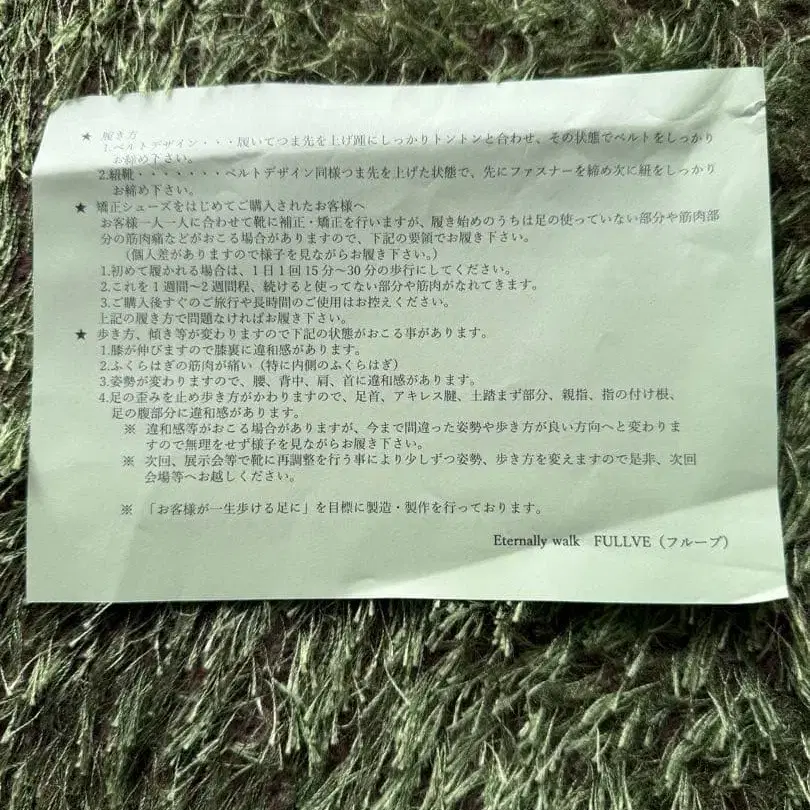 ★ 履き方
1.ベルトデザイン・・・履いてつま先を上げ踵にしっかりトントンと合わせ、その状態でベルトをしっかり
お締め下さい。
2.紐靴・・・・・・・ベルトデザイン同様つま先を上げた状態で、先にファスナーを締め次に紐をしっかり
お締め下さい。
★ 矯正シューズをはじめてご購入されたお客様へ
お客様一人一人に合わせて靴に補正・矯正を行いますが、履き始めのうちは足の使っていない部分や筋肉部
分の筋肉痛などがおこる場合がありますので、下記の要領でお履き下さい。
（個人差がありますので様子を見ながらお履き下さい。）
1.初めて履かれる場合は、1日1回15分～30分の歩行にしてください。
2.これを1週間～2週間程、続けると使ってない部分や筋肉がなれてきます。
3.ご購入後すぐのご旅行や長時間のご使用はお控えください。
上記の履き方で問題なければお履き下さい。
★ 歩き方、傾き等が変わりますので下記の状態がおこる事があります。
1.膝が伸びますので膝裏に違和感があります。
2.ふくらはぎの筋肉が痛い（特に内側のふくらはぎ）
3.姿勢が変わりますので、腰、背中、肩、首に違和感があります。
4.足の歪みを止め歩き方がかわりますので、足首、アキレス腱、土踏まず部分、親指、指の付け根、
足の腹部分に違和感があります。
※ 違和感等がおこる場合がありますが、今まで間違った姿勢や歩き方が良い方向へと変わりま
すので無理をせず様子を見ながらお履き下さい。
※ 次回、展示会等で靴に再調整を行う事により少しずつ姿勢、歩き方を変えますので是非、次回
会場等へお越しください。
※ 「お客様が一生歩ける足に」を目標に製造・製作を行っております。
Eternally walk FULLVE（フルーブ）